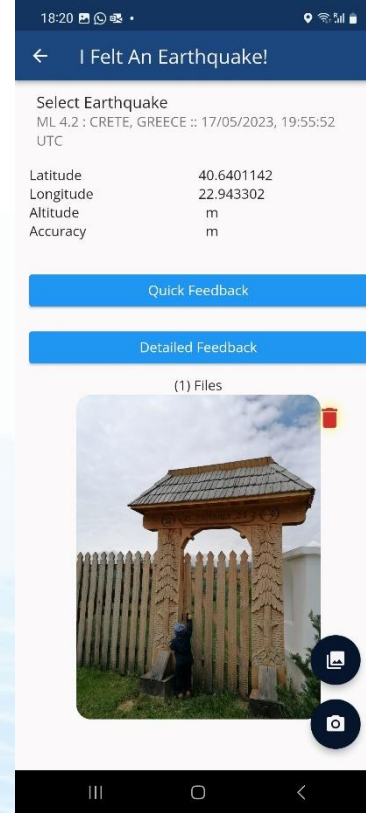 18:20
I Felt An Earthquake!
Select Earthquake
ML 4.2 : CRETE, GREECE :: 17/05/2023, 19:55:52
UTC
Latitude 40.6401142
Longitude 22.943302
Altitude m
Accuracy m
Quick Feedback
Detailed Feedback
(1) Files